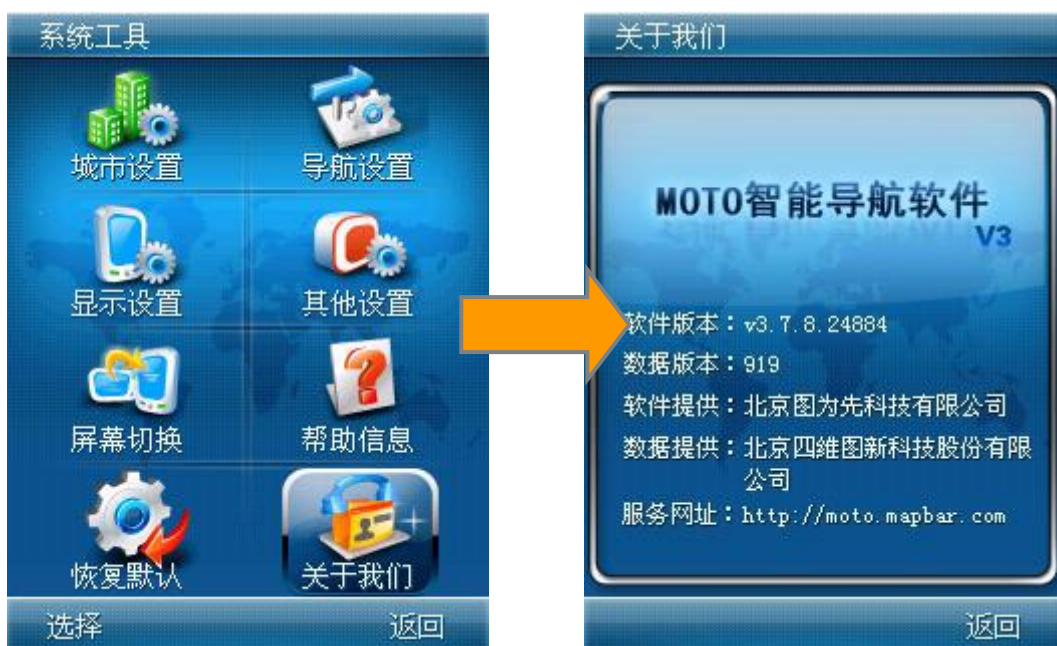 系统工具
城市设置
导航设置
显示设置
其他设置
屏幕切换
帮助信息
恢复默认
关于我们
选择
返回
关于我们
MOTO智能导航软件
V3
软件版本：v3.7.8.24884
数据版本：919
软件提供：北京图为先科技有限公司
数据提供：北京四維图新科技股份有限
公司
服务网址：http://moto.mapbar.com
返回